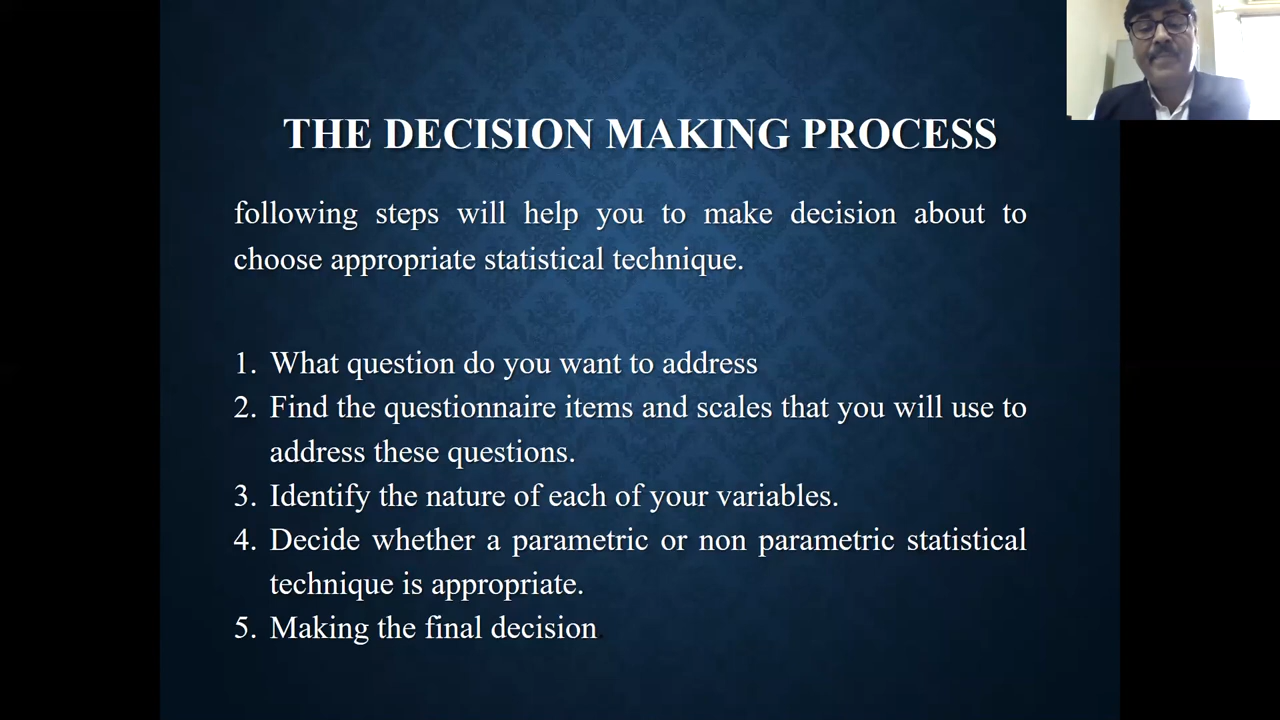 THE DECISION MAKING PROCESS
following steps will help you to make decision about to
choose appropriate statistical technique.
1. What question do you want to address
2. Find the questionnaire items and scales that you will use to
address these questions.
3. Identify the nature of each of your variables.
4. Decide whether a parametric or non parametric statistical
technique is appropriate.
5. Making the final decision.